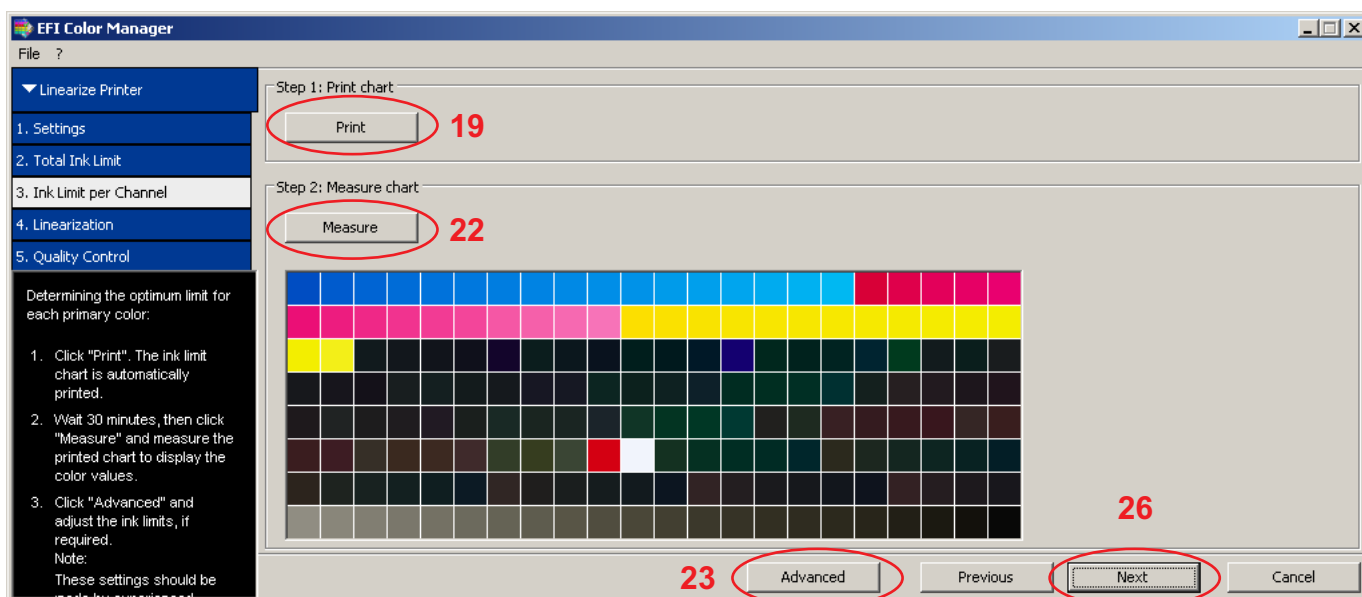 EFI Color Manager
File ?
Linearize Printer
1. Settings
2. Total Ink Limit
3. Ink Limit per Channel
4. Linearization
5. Quality Control
Determining the optimum limit for
each primary color:
1. Click "Print". The ink limit
chart is automatically
printed.
2. Wait 30 minutes, then click
"Measure" and measure the
printed chart to display the
color values.
3. Click "Advanced" and
adjust the ink limits, if
required.
Note:
These settings should be
made by experienced
Step 1: Print chart
Print 19
Step 2: Measure chart
Measure 22
26
23 Advanced Previous Next Cancel